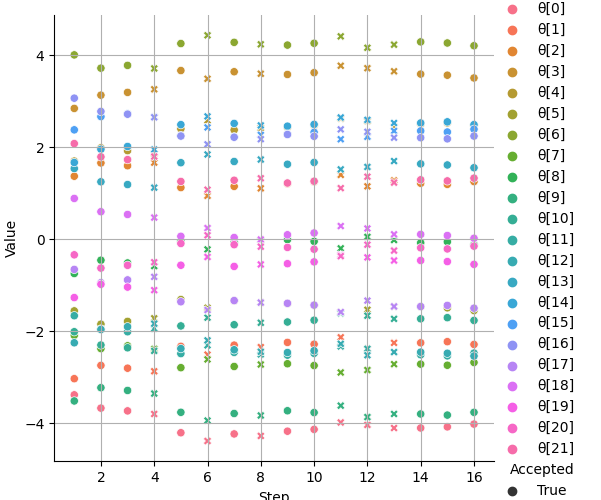 Value
4
2
0
−2
−4
2
4
6
8
10
12
14
16
Step
θ[0]
θ[1]
θ[2]
θ[3]
θ[4]
θ[5]
θ[6]
θ[7]
θ[8]
θ[9]
θ[10]
θ[11]
θ[12]
θ[13]
θ[14]
θ[15]
θ[16]
θ[17]
θ[18]
θ[19]
θ[20]
θ[21]
Accepted
True